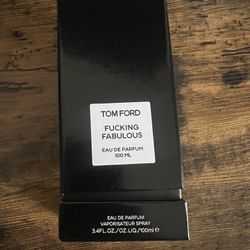 TOM FORD
FUCKING
FABULOUS
EAU DE PARFUM
100 ML
EAU DE PARFUM
VAPORISATEUR SPRAY
3.4FL.OZ./OZ.LIQ./100ml℮